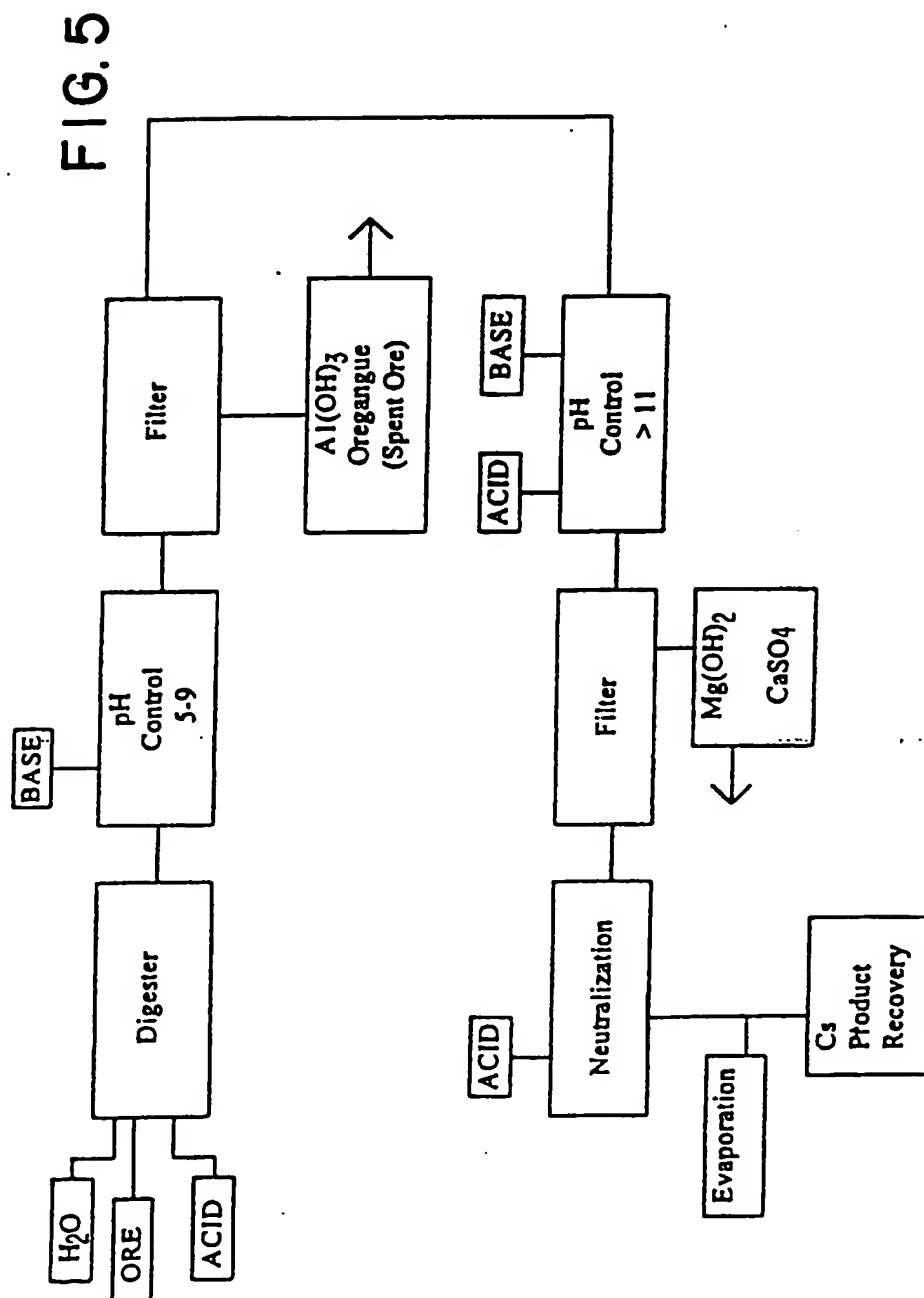 FIG. 5
H2O
ORE
ACID
Digester
BASE
pH
Control
5-9
Filter
Al(OH)3
Oregangue
(Spent Ore)
BASE
ACID
pH
Control
> 11
Filter
Mg(OH)2
CaSO4
ACID
Neutralization
Evaporation
Cs
Product
Recovery